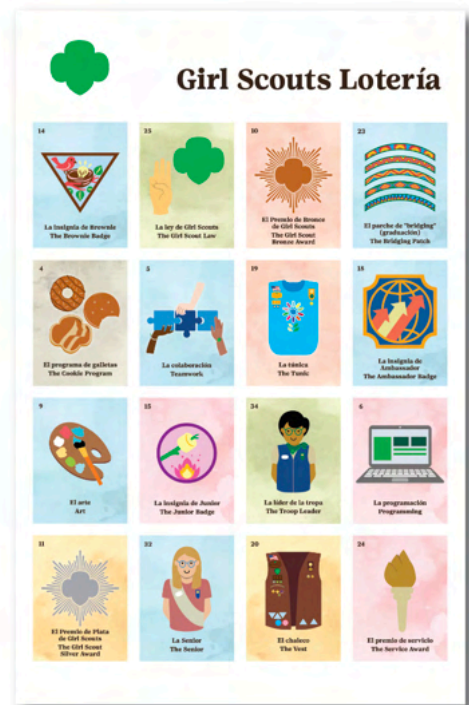 Girl Scouts Lotería
14
La insignia de Brownie
The Brownie Badge
La ley de Girl Scouts
The Girl Scout Law
10
El Premio de Bronce
de Girl Scouts
The Girl Scout
Bronze Award
23
El parche de "bridging"
(graduación)
The Bridging Patch
4
El programa de galletas
The Cookie Program
5
La colaboración
Teamwork
19
La túnica
The Tunic
18
La insignia de
Ambassador
The Ambassador Badge
9
El arte
Art
15
La insignia de Junior
The Junior Badge
34
La líder de la tropa
The Troop Leader
6
La programación
Programming
11
El Premio de Plata
de Girl Scouts
The Girl Scout
Silver Award
32
La Senior
The Senior
20
El chaleco
The Vest
24
El premio de servicio
The Service Award